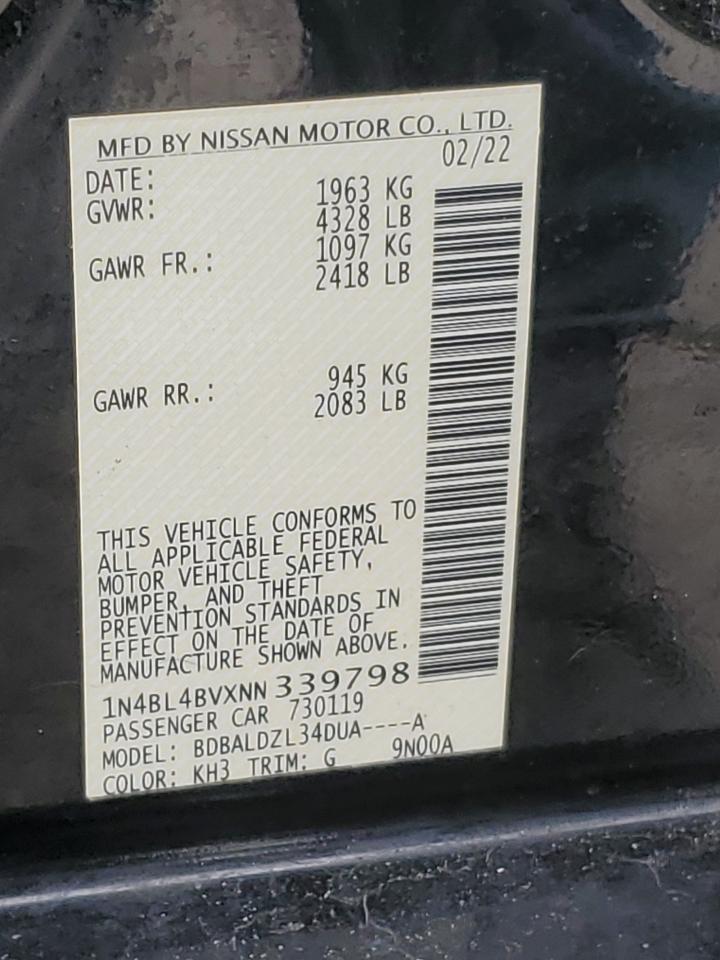 MFD BY NISSAN MOTOR CO., LTD.
DATE: 02/22
GVWR: 1963 KG
4328 LB
GAWR FR.: 1097 KG
2418 LB
GAWR RR.: 945 KG
2083 LB
THIS VEHICLE CONFORMS TO
ALL APPLICABLE FEDERAL
MOTOR VEHICLE SAFETY,
BUMPER, AND THEFT
PREVENTION STANDARDS IN
EFFECT ON THE DATE OF
MANUFACTURE SHOWN ABOVE.
1N4BL4BVXNN339798
PASSENGER CAR 730119
MODEL: BDBALDZL34DUA----A
COLOR: KH3 TRIM: G 9N00A